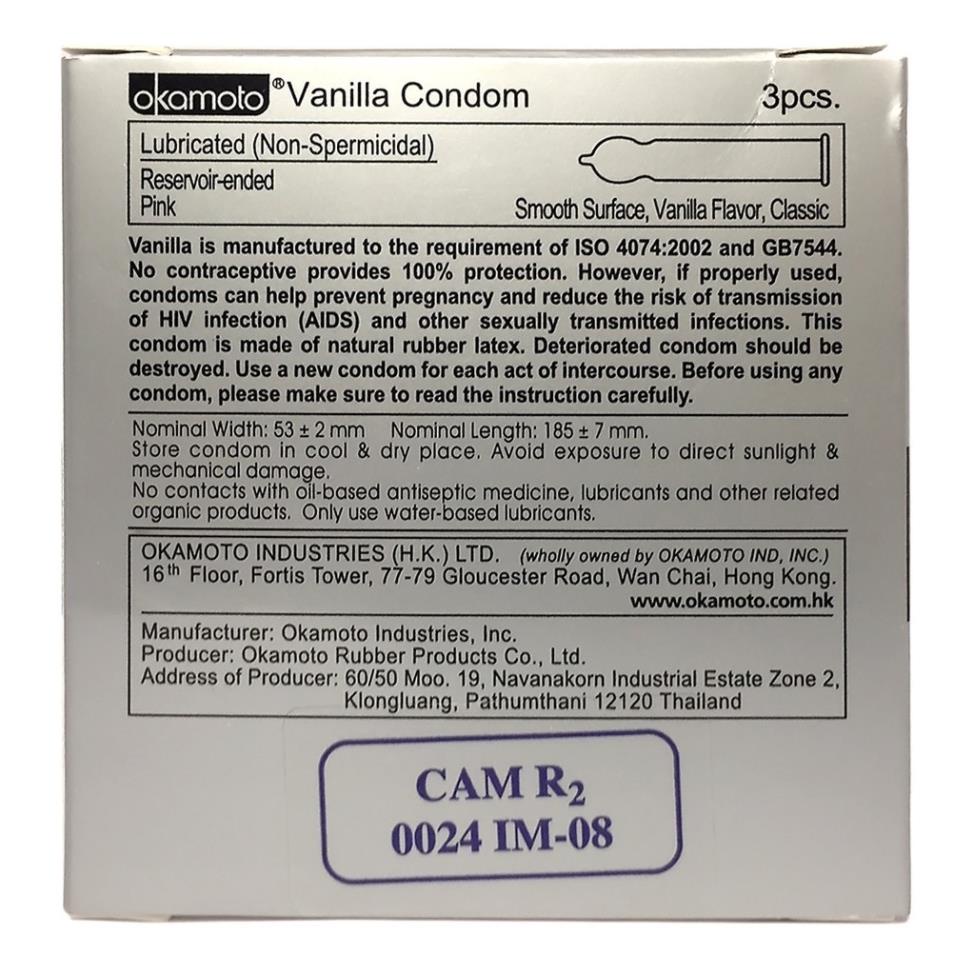 okamoto® Vanilla Condom 3pcs.
Lubricated (Non-Spermicidal)
Reservoir-ended
Pink Smooth Surface, Vanilla Flavor, Classic
Vanilla is manufactured to the requirement of ISO 4074:2002 and GB7544.
No contraceptive provides 100% protection. However, if properly used,
condoms can help prevent pregnancy and reduce the risk of transmission
of HIV infection (AIDS) and other sexually transmitted infections. This
condom is made of natural rubber latex. Deteriorated condom should be
destroyed. Use a new condom for each act of intercourse. Before using any
condom, please make sure to read the instruction carefully.
Nominal Width: 53 ± 2 mm Nominal Length: 185 ± 7 mm.
Store condom in cool & dry place. Avoid exposure to direct sunlight &
mechanical damage.
No contacts with oil-based antiseptic medicine, lubricants and other related
organic products. Only use water-based lubricants.
OKAMOTO INDUSTRIES (H.K.) LTD. (wholly owned by OKAMOTO IND, INC.)
16th Floor, Fortis Tower, 77-79 Gloucester Road, Wan Chai, Hong Kong.
www.okamoto.com.hk
Manufacturer: Okamoto Industries, Inc.
Producer: Okamoto Rubber Products Co., Ltd.
Address of Producer: 60/50 Moo. 19, Navanakorn Industrial Estate Zone 2,
Klongluang, Pathumthani 12120 Thailand
CAM R2
0024 IM-08